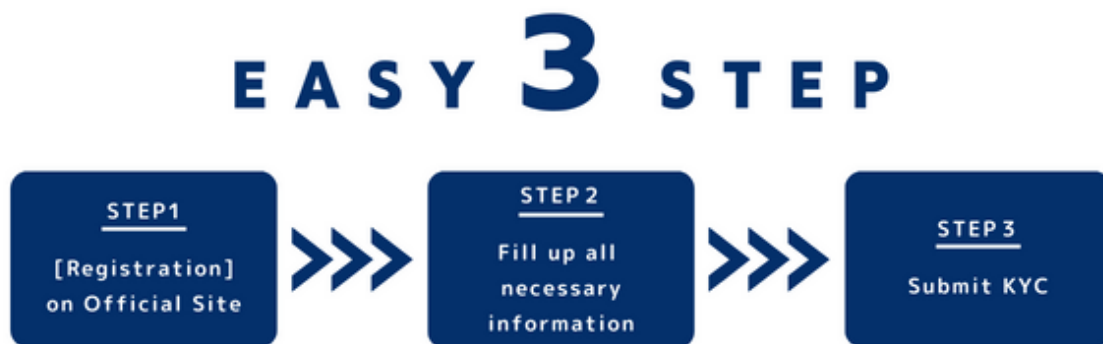 EASY 3 STEP
STEP1
[Registration]
on Official Site
STEP 2
Fill up all
necessary
information
STEP 3
Submit KYC